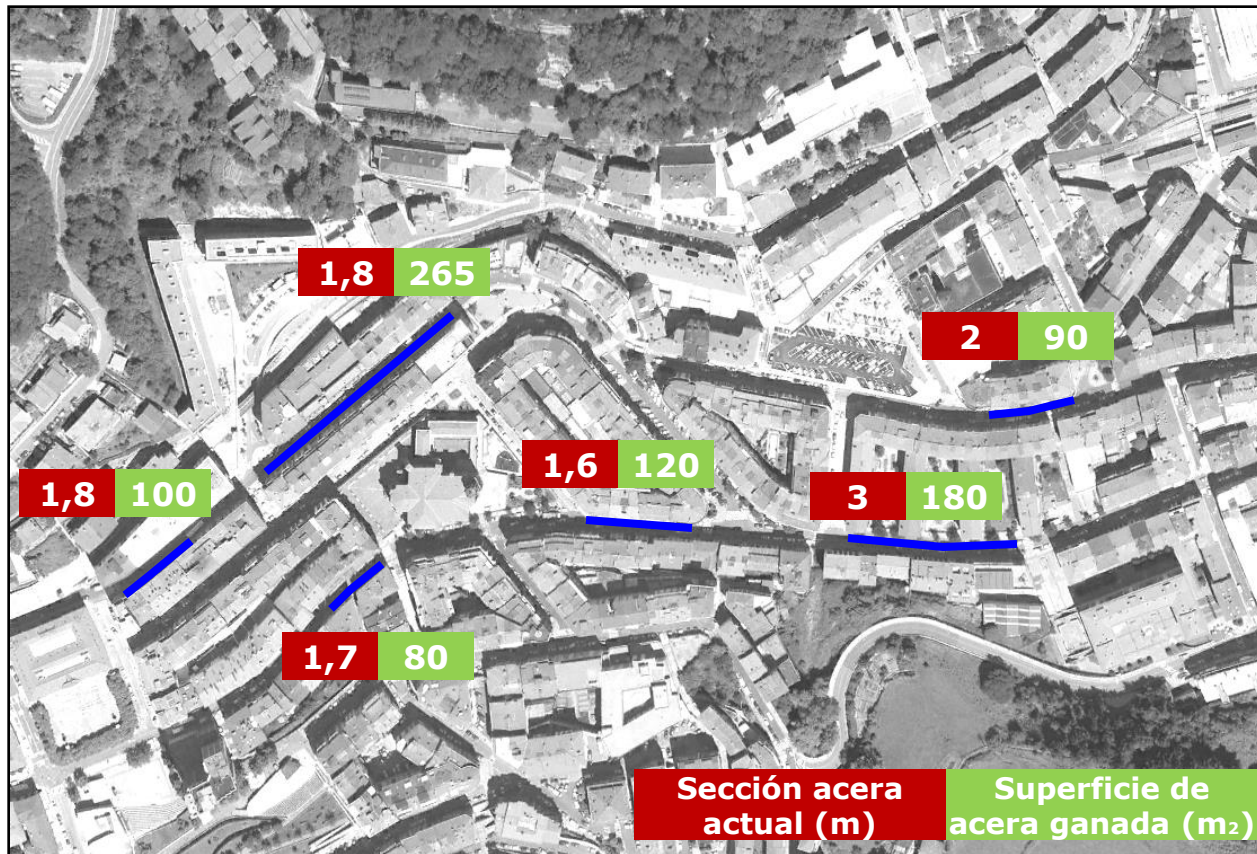 1,8 265
2 90
1,6 120
1,8 100
3 180
1,7 80
Sección acera
actual (m)
Superficie de
acera ganada (m₂)